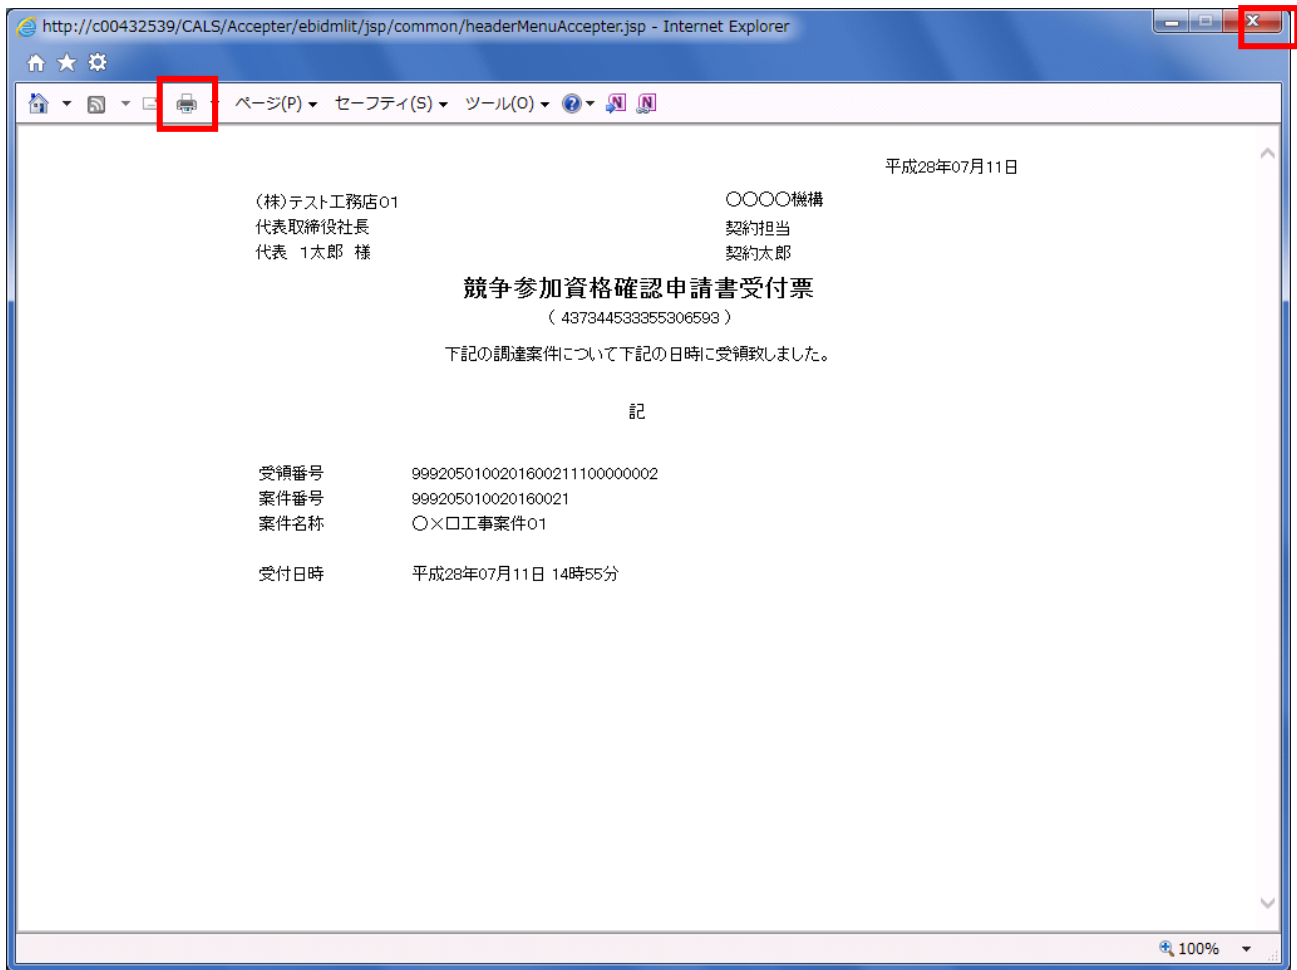 http://c00432539/CALS/Accepter/ebidmlit/jsp/common/headerMenuAccepter.jsp - Internet Explorer
ページ(P) セーフティ(S) ツール(O)
平成28年07月11日
(株)テスト工務店01
〇〇〇〇機構
代表取締役社長
契約担当
代表 1太郎 様
契約太郎
競争参加資格確認申請書受付票
( 437344533355306593 )
下記の調達案件について下記の日時に受領致しました。
記
受領番号 9992050100201600211100000002
案件番号 999205010020160021
案件名称 〇×口工事案件01
受付日時 平成28年07月11日 14時55分
100%